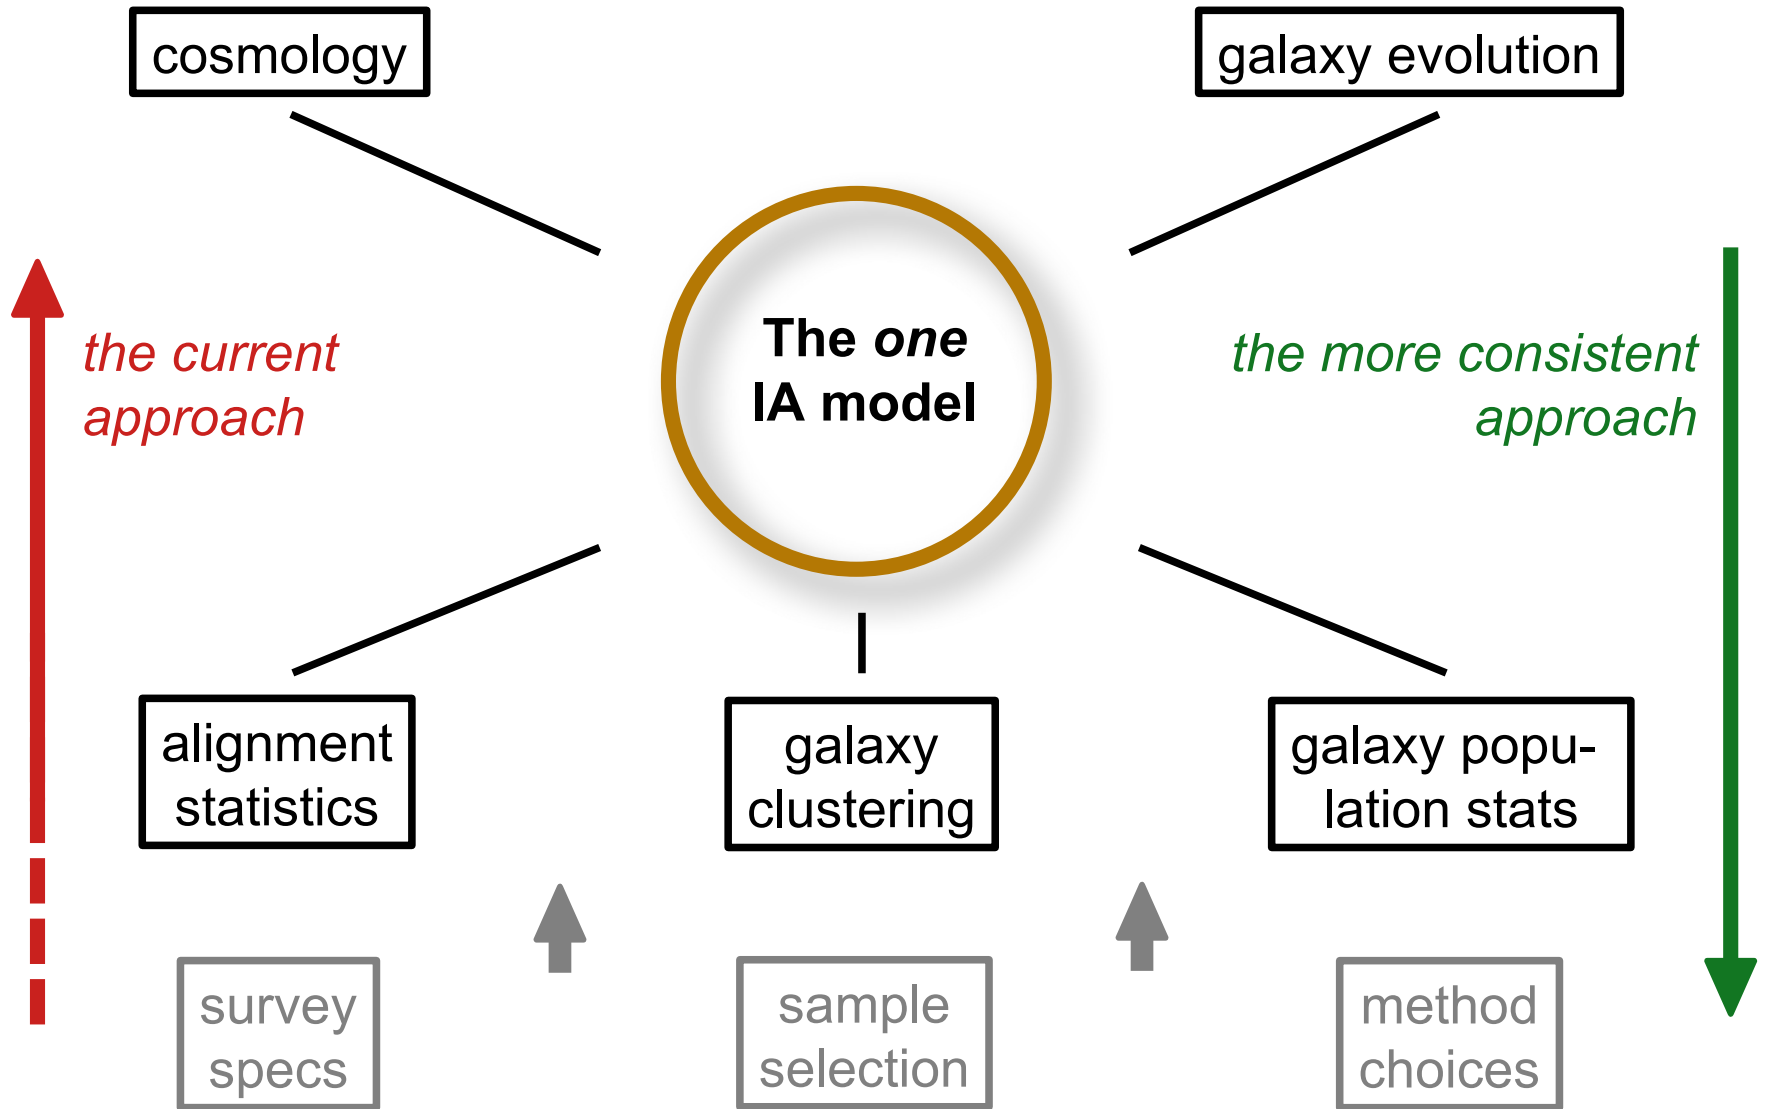 cosmology
galaxy evolution
The one
IA model
the current
approach
the more consistent
approach
alignment
statistics
galaxy
clustering
galaxy popu-
lation stats
survey
specs
sample
selection
method
choices